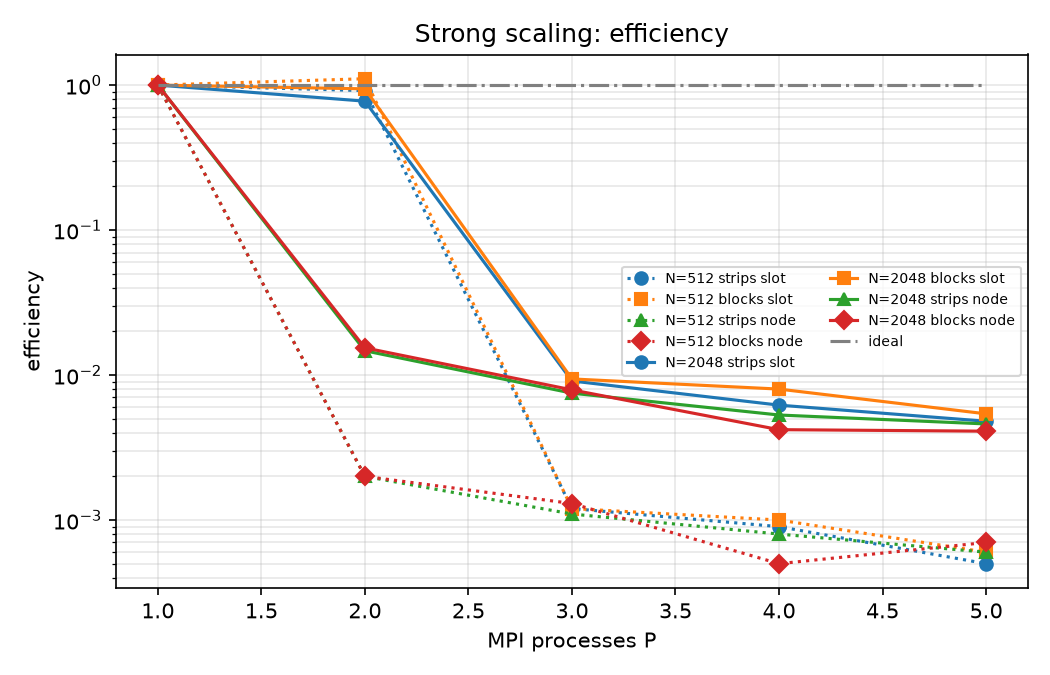 Strong scaling: efficiency
efficiency
10⁰
10⁻¹
10⁻²
10⁻³
N=512 strips slot
N=512 blocks slot
N=512 strips node
N=512 blocks node
N=2048 strips slot
N=2048 blocks slot
N=2048 strips node
N=2048 blocks node
ideal
1.0 1.5 2.0 2.5 3.0 3.5 4.0 4.5 5.0
MPI processes P